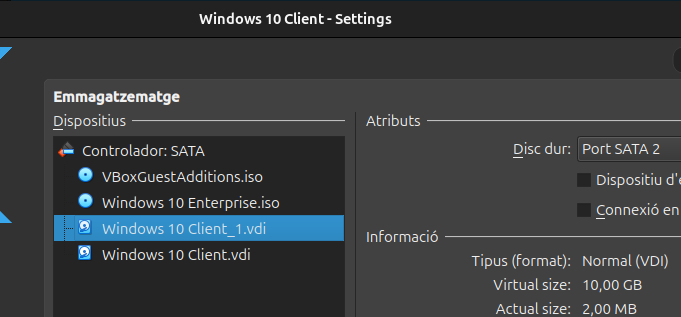 Windows 10 Client - Settings
Emmagatzematge
Dispositius
Controlador: SATA
VBoxGuestAdditions.iso
Windows 10 Enterprise.iso
Windows 10 Client_1.vdi
Windows 10 Client.vdi
Atributs
Disc dur: Port SATA 2
Dispositiu d'e
Connexió en
Informació
Tipus (format): Normal (VDI)
Virtual size: 10,00 GB
Actual size: 2,00 MB